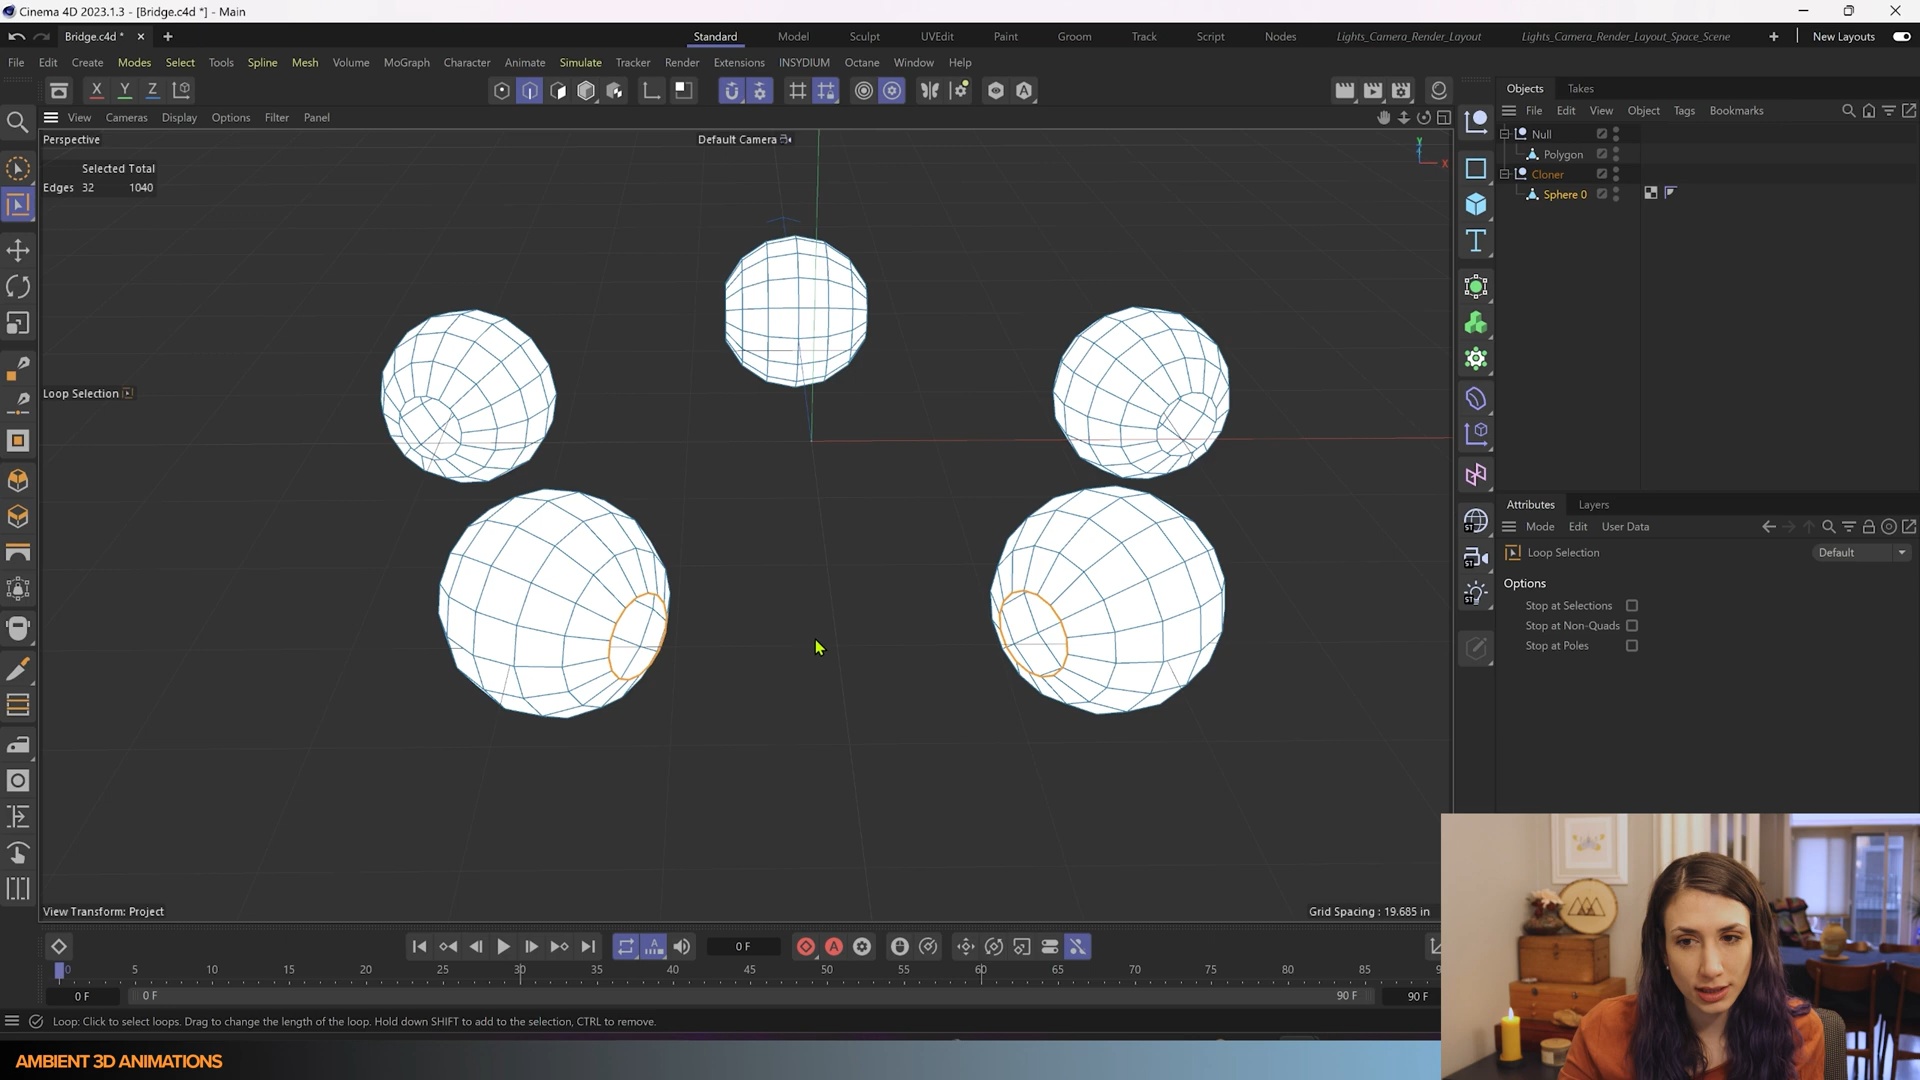 Cinema 4D 2023.1.3 - [Bridge.c4d *] - Main
Bridge.c4d *
Standard Model Sculpt UVEdit Paint Groom Track Script Nodes Lights_Camera_Render_Layout Lights_Camera_Render_Layout_Space_Scene New Layouts
File Edit Create Modes Select Tools Spline Mesh Volume MoGraph Character Animate Simulate Tracker Render Extensions INSYDIUM Octane Window Help
X Y Z
Objects Takes
File Edit View Object Tags Bookmarks
View Cameras Display Options Filter Panel
Perspective
Default Camera
Y
X
Selected Total
Edges 32 1040
Null
Polygon
Cloner
Sphere 0
Loop Selection
Attributes Layers
Mode Edit User Data
Loop Selection
Default
Options
Stop at Selections
Stop at Non-Quads
Stop at Poles
ST
ST
ST
View Transform: Project
Grid Spacing : 19.685 in
0 F
0 5 10 15 20 25 30 35 40 45 50 55 60 65 70 75 80 85 9
0 F 0 F 90 F 90 F
Loop: Click to select loops. Drag to change the length of the loop. Hold down SHIFT to add to the selection, CTRL to remove.
AMBIENT 3D ANIMATIONS